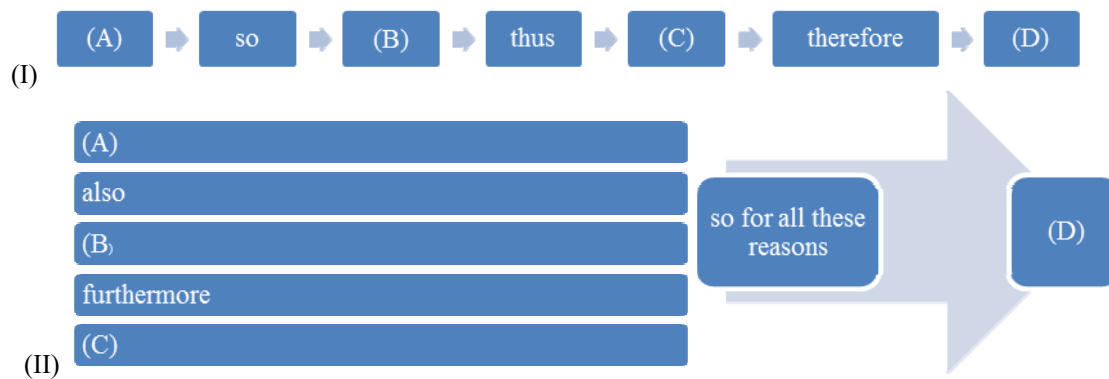 (A) so (B) thus (C) therefore (D)
(I)
(A)
also
(B)
furthermore
(C)
so for all these
reasons
(D)
(II)